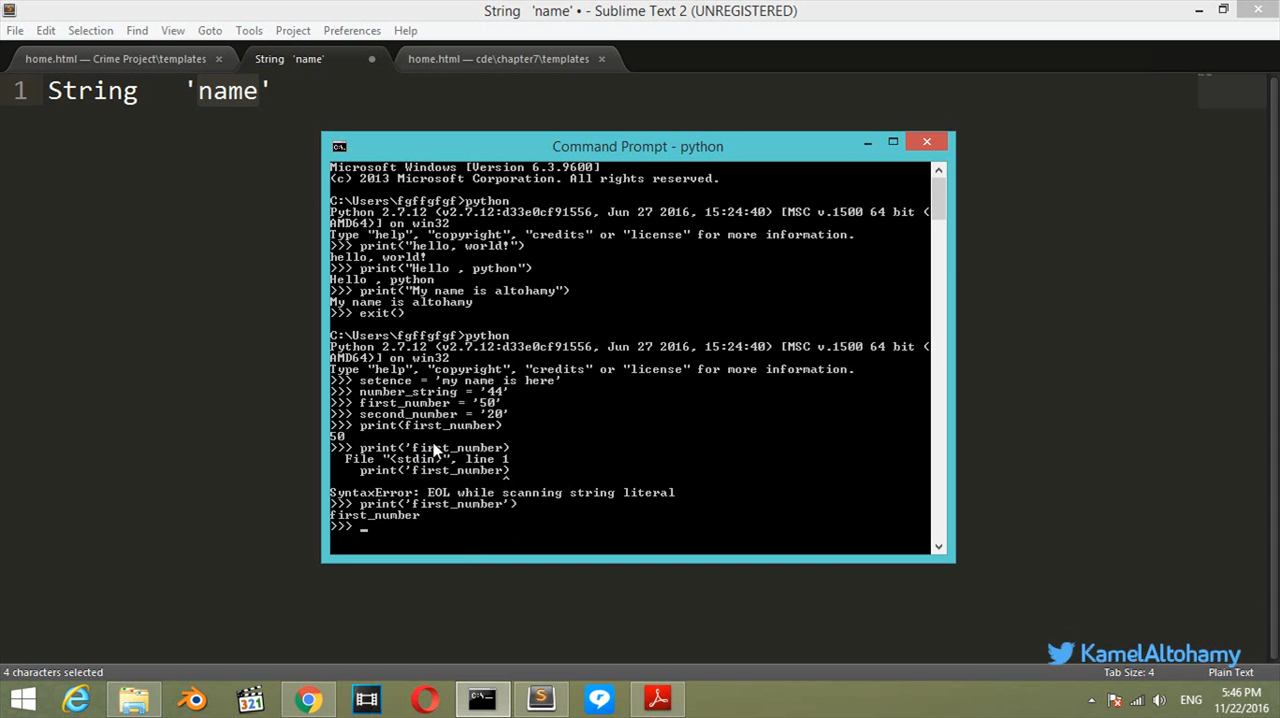 String 'name' • - Sublime Text 2 (UNREGISTERED)
File Edit Selection Find View Goto Tools Project Preferences Help
home.html — Crime Project\templates × String 'name' home.html — cde\chapter7\templates ×
1 String 'name'
Command Prompt - python
Microsoft Windows [Version 6.3.9600]
(c) 2013 Microsoft Corporation. All rights reserved.
C:\Users\fgffgfgf>python
Python 2.7.12 (v2.7.12:d33e0cf91556, Jun 27 2016, 15:24:40) [MSC v.1500 64 bit (
AMD64)] on win32
Type "help", "copyright", "credits" or "license" for more information.
>>> print("hello, world!")
hello, world!
>>> print("Hello , python")
Hello , python
>>> print("My name is altohamy")
My name is altohamy
>>> exit()
C:\Users\fgffgfgf>python
Python 2.7.12 (v2.7.12:d33e0cf91556, Jun 27 2016, 15:24:40) [MSC v.1500 64 bit (
AMD64)] on win32
Type "help", "copyright", "credits" or "license" for more information.
>>> setence = 'my name is here'
>>> number_string = '44'
>>> first_number = '50'
>>> second_number = '20'
>>> print(first_number)
50
>>> print('first_number)
File "<stdin>", line 1
print('first_number)
^
SyntaxError: EOL while scanning string literal
>>> print('first_number')
first_number
>>> _
KamelAltohamy
4 characters selected Tab Size: 4 Plain Text
321 ENG 5:46 PM
11/22/2016